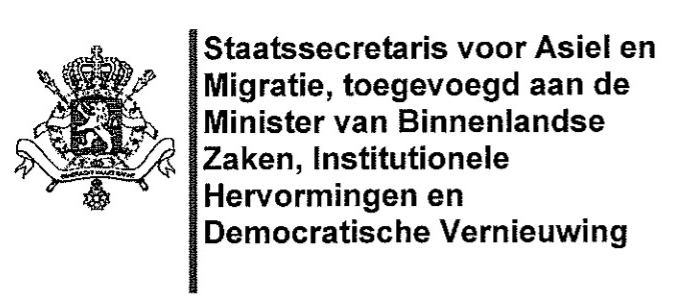 Staatssecretaris voor Asiel en
Migratie, toegevoegd aan de
Minister van Binnenlandse
Zaken, Institutionele
Hervormingen en
Democratische Vernieuwing